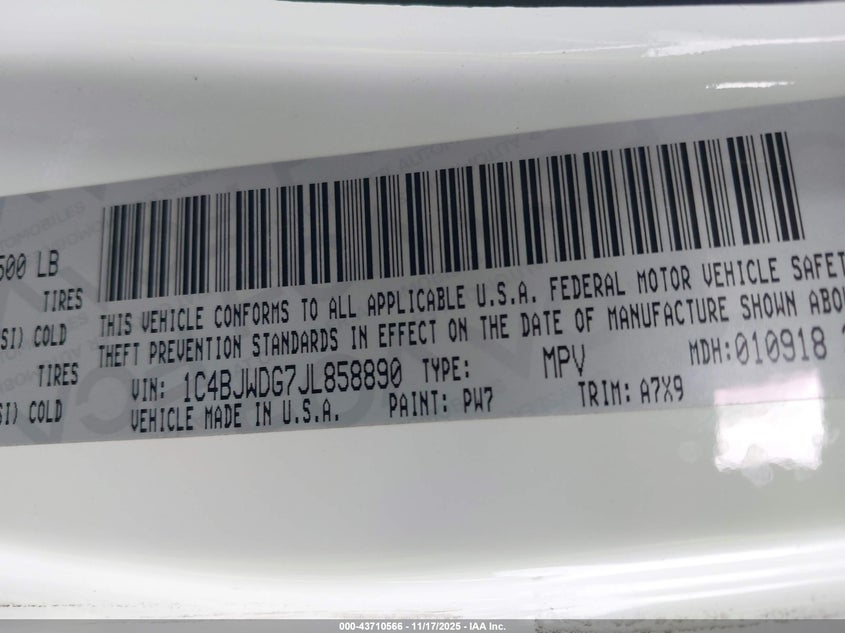 500 LB
TIRES
SI) COLD
TIRES
SI) COLD
THIS VEHICLE CONFORMS TO ALL APPLICABLE U.S.A. FEDERAL MOTOR VEHICLE SAFET
THEFT PREVENTION STANDARDS IN EFFECT ON THE DATE OF MANUFACTURE SHOWN ABO
VIN: 1C4BJWDG7JL858890 TYPE: MPV MDH:010918
VEHICLE MADE IN U.S.A. PAINT: PW7 TRIM: A7X9
000-43710566 - 11/17/2025 - IAA Inc.